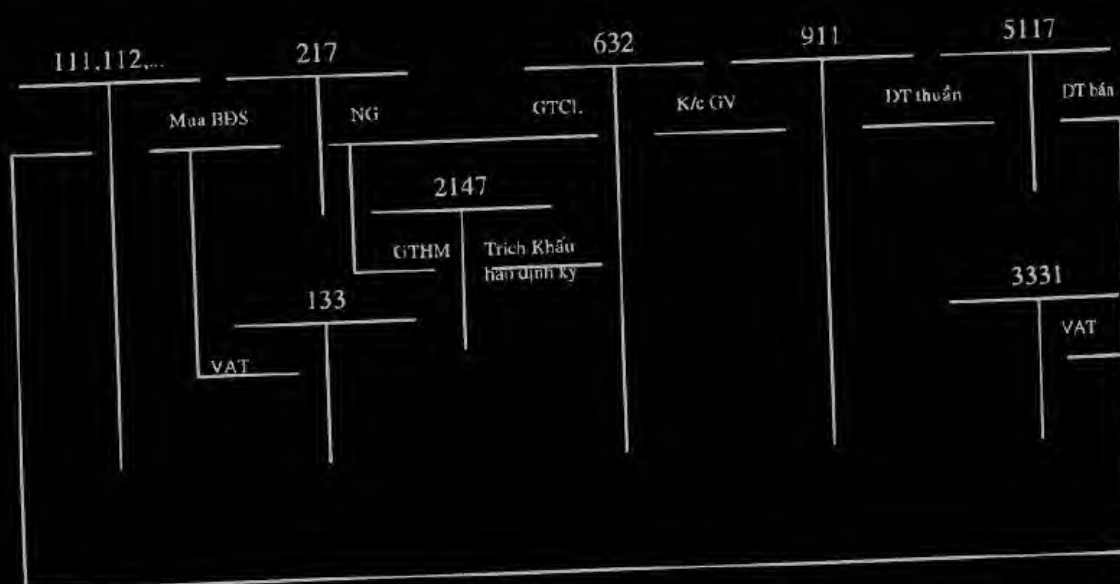 111,112,...
217
632
911
5117
Mua BĐS
NG
GTCL
K/c GV
DT thuần
DT bán
2147
GTHM
Trích Khấu
hao định kỳ
133
VAT
3331
VAT